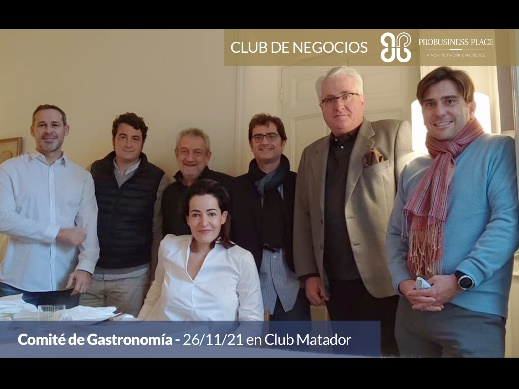 CLUB DE NEGOCIOS
PROBUSINESS PLACE
Comité de Gastronomía - 26/11/21 en Club Matador